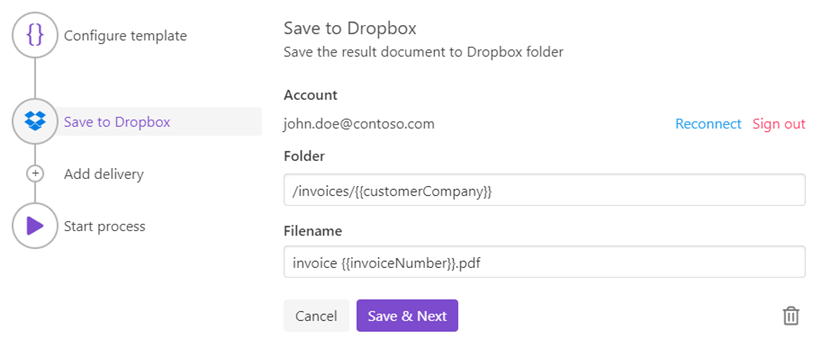 {}
Configure template
Save to Dropbox
Add delivery
Start process
Save to Dropbox
Save the result document to Dropbox folder
Account
john.doe@contoso.com
Reconnect Sign out
Folder
/invoices/{{customerCompany}}
Filename
invoice {{invoiceNumber}}.pdf
Cancel Save & Next